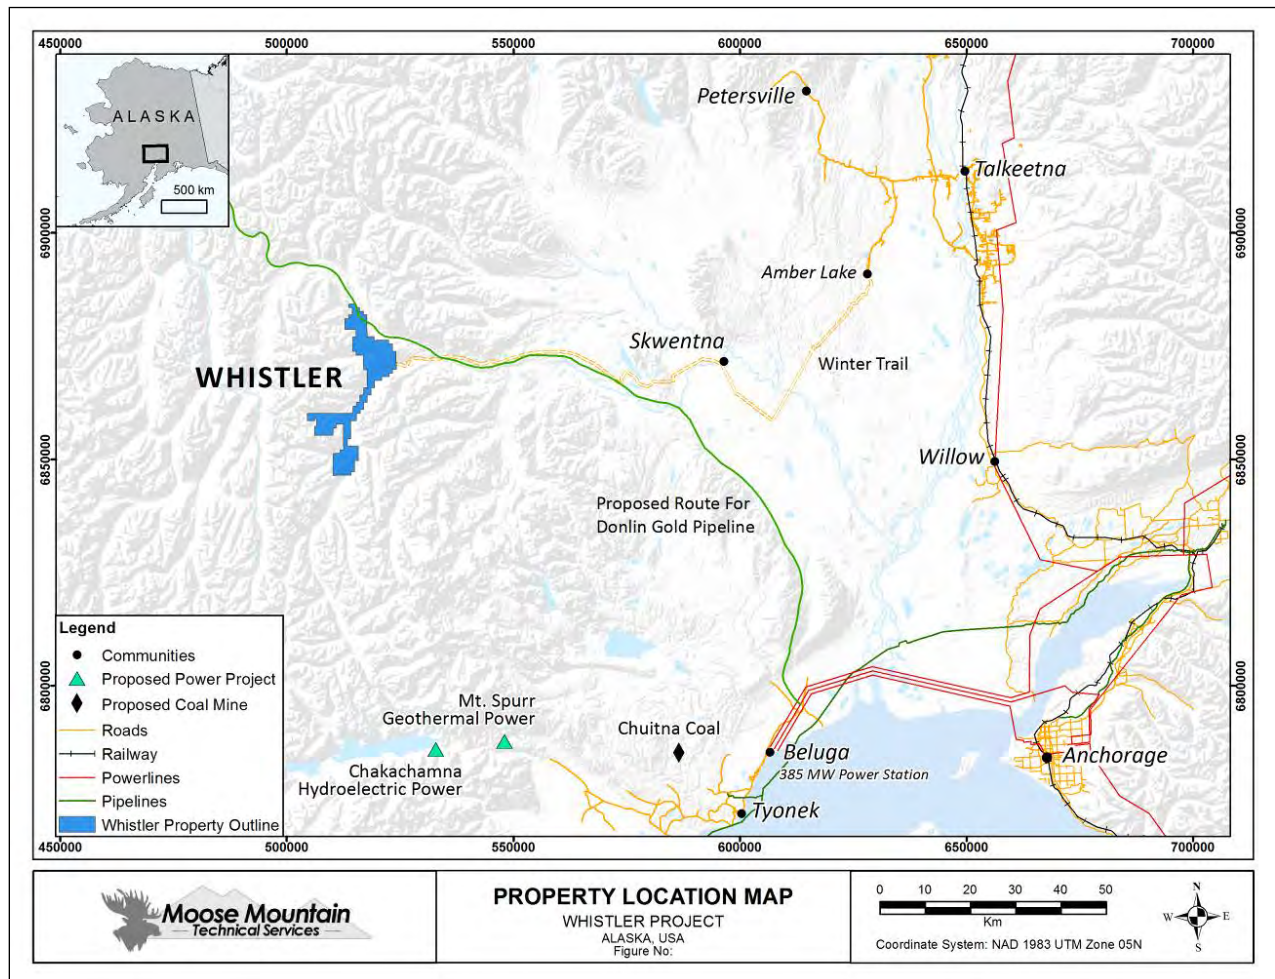 450000
500000
550000
600000
650000
700000
ALASKA
500 km
6900000
6900000
Petersville
Talkeetna
Amber Lake
Skwentna
WHISTLER
Winter Trail
Willow
6850000
6850000
Proposed Route For
Donlin Gold Pipeline
6800000
6800000
Mt. Spurr
Geothermal Power
Chuitna Coal
Beluga
385 MW Power Station
Anchorage
Chakachamna
Hydroelectric Power
Tyonek
Legend
Communities
Proposed Power Project
Proposed Coal Mine
Roads
Railway
Powerlines
Pipelines
Whistler Property Outline
450000
500000
550000
600000
650000
700000
Moose Mountain
Technical Services
PROPERTY LOCATION MAP
WHISTLER PROJECT
ALASKA, USA
Figure No:
0 10 20 30 40 50
Km
Coordinate System: NAD 1983 UTM Zone 05N
N
W
E
S